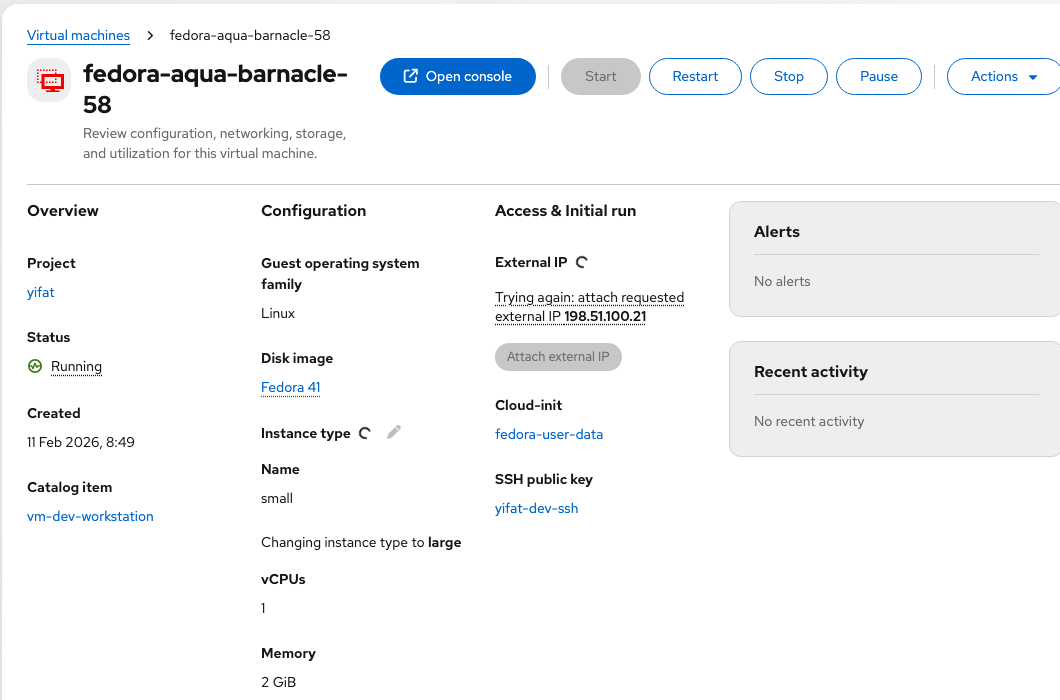 Virtual machines > fedora-aqua-barnacle-58
fedora-aqua-barnacle-
58
Review configuration, networking, storage,
and utilization for this virtual machine.
Open console
Start
Restart
Stop
Pause
Actions
Overview
Project
yifat
Status
Running
Created
11 Feb 2026, 8:49
Catalog item
vm-dev-workstation
Configuration
Guest operating system
family
Linux
Disk image
Fedora 41
Instance type
Name
small
Changing instance type to large
vCPUs
1
Memory
2 GiB
Access & Initial run
External IP
Trying again: attach requested
external IP 198.51.100.21
Attach external IP
Cloud-init
fedora-user-data
SSH public key
yifat-dev-ssh
Alerts
No alerts
Recent activity
No recent activity